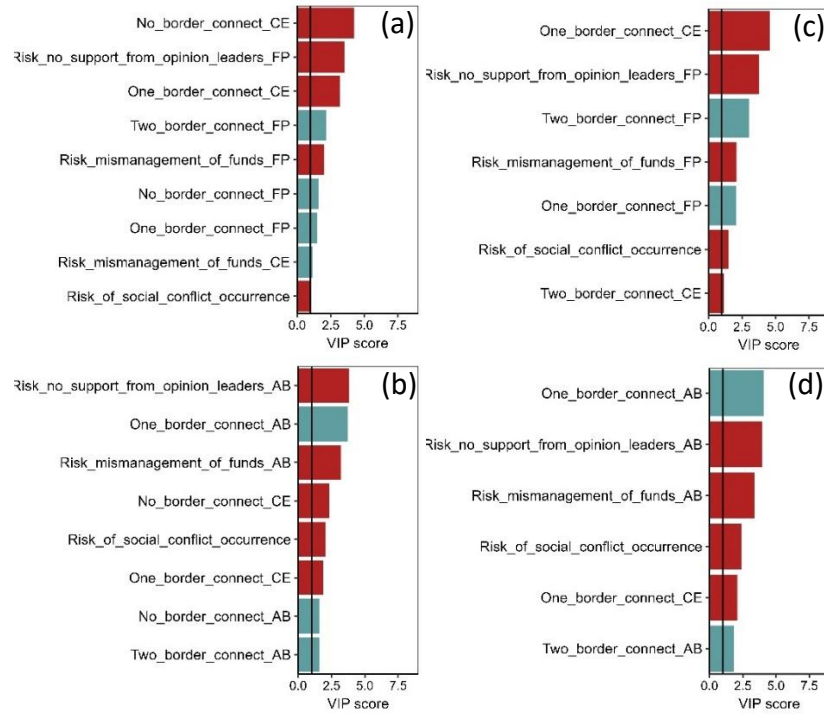 (a)
No_border_connect_CE
Risk_no_support_from_opinion_leaders_FP
One_border_connect_CE
Two_border_connect_FP
Risk_mismanagement_of_funds_FP
No_border_connect_FP
One_border_connect_FP
Risk_mismanagement_of_funds_CE
Risk_of_social_conflict_occurrence
0.0 2.5 5.0 7.5
VIP score
(c)
One_border_connect_CE
Risk_no_support_from_opinion_leaders_FP
Two_border_connect_FP
Risk_mismanagement_of_funds_FP
One_border_connect_FP
Risk_of_social_conflict_occurrence
Two_border_connect_CE
0.0 2.5 5.0 7.5
VIP score
(b)
Risk_no_support_from_opinion_leaders_AB
One_border_connect_AB
Risk_mismanagement_of_funds_AB
No_border_connect_CE
Risk_of_social_conflict_occurrence
One_border_connect_CE
No_border_connect_AB
Two_border_connect_AB
0.0 2.5 5.0 7.5
VIP score
(d)
One_border_connect_AB
Risk_no_support_from_opinion_leaders_AB
Risk_mismanagement_of_funds_AB
Risk_of_social_conflict_occurrence
One_border_connect_CE
Two_border_connect_AB
0.0 2.5 5.0 7.5
VIP score